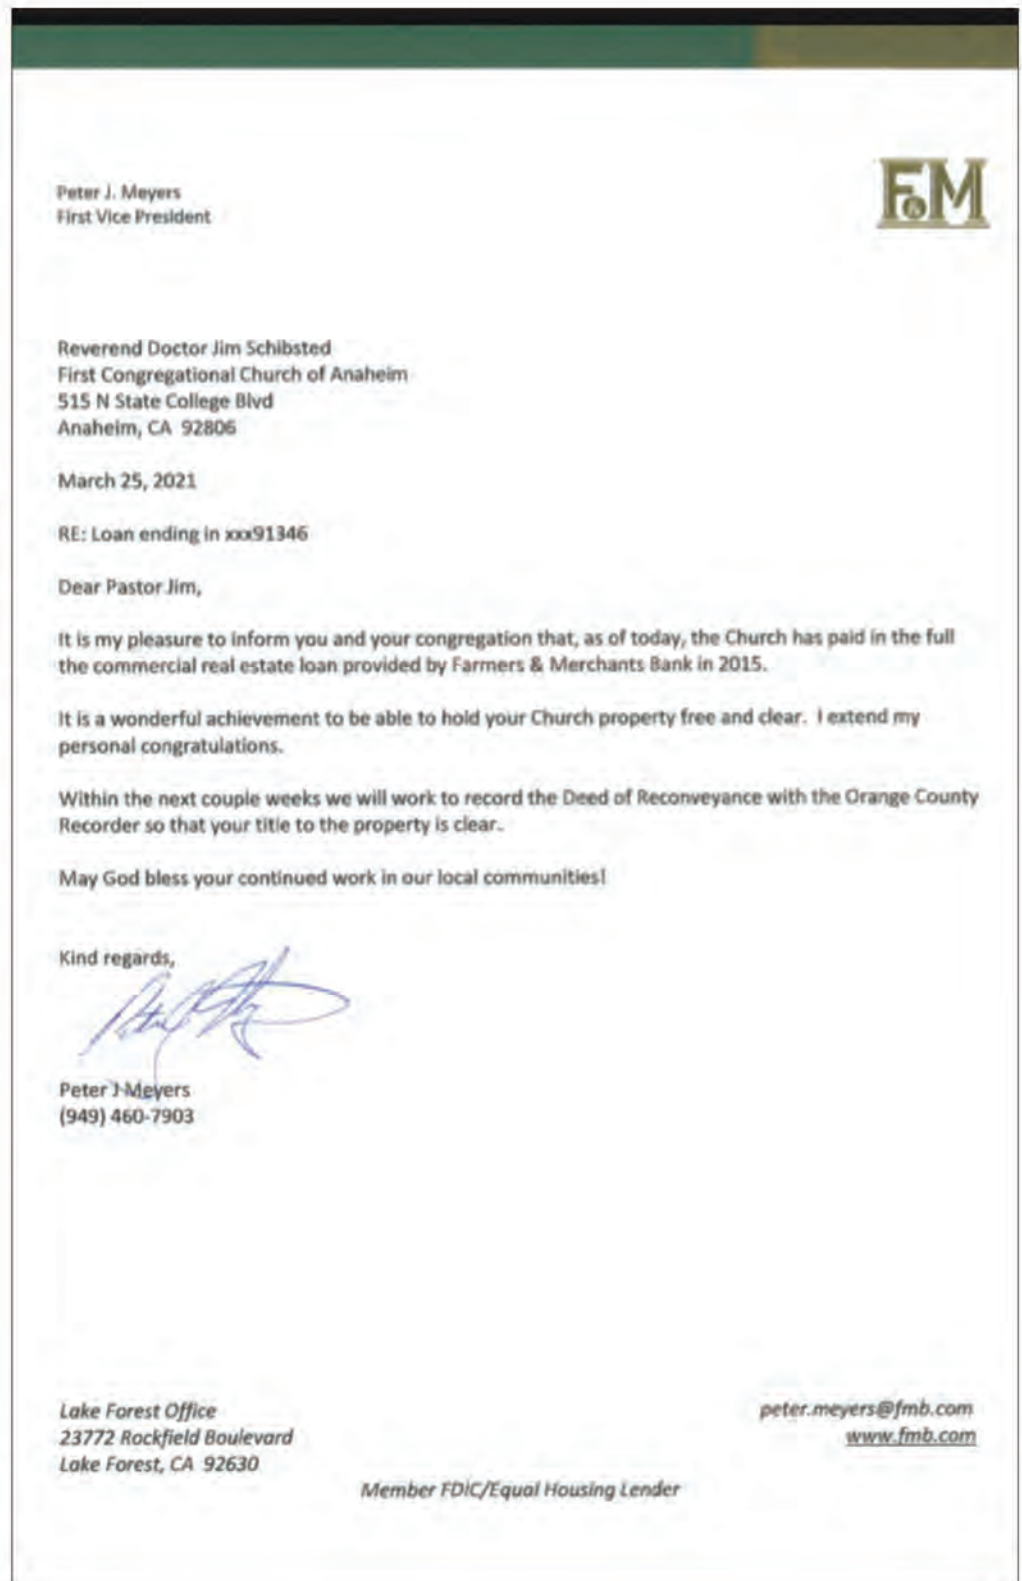 F&M
Peter J. Meyers
First Vice President
Reverend Doctor Jim Schibsted
First Congregational Church of Anaheim
515 N State College Blvd
Anaheim, CA 92806
March 25, 2021
RE: Loan ending in xxx91346
Dear Pastor Jim,
It is my pleasure to inform you and your congregation that, as of today, the Church has paid in the full
the commercial real estate loan provided by Farmers & Merchants Bank in 2015.
It is a wonderful achievement to be able to hold your Church property free and clear. I extend my
personal congratulations.
Within the next couple weeks we will work to record the Deed of Reconveyance with the Orange County
Recorder so that your title to the property is clear.
May God bless your continued work in our local communities!
Kind regards,
Peter J Meyers
(949) 460-7903
Lake Forest Office
23772 Rockfield Boulevard
Lake Forest, CA 92630
peter.meyers@fmb.com
www.fmb.com
Member FDIC/Equal Housing Lender